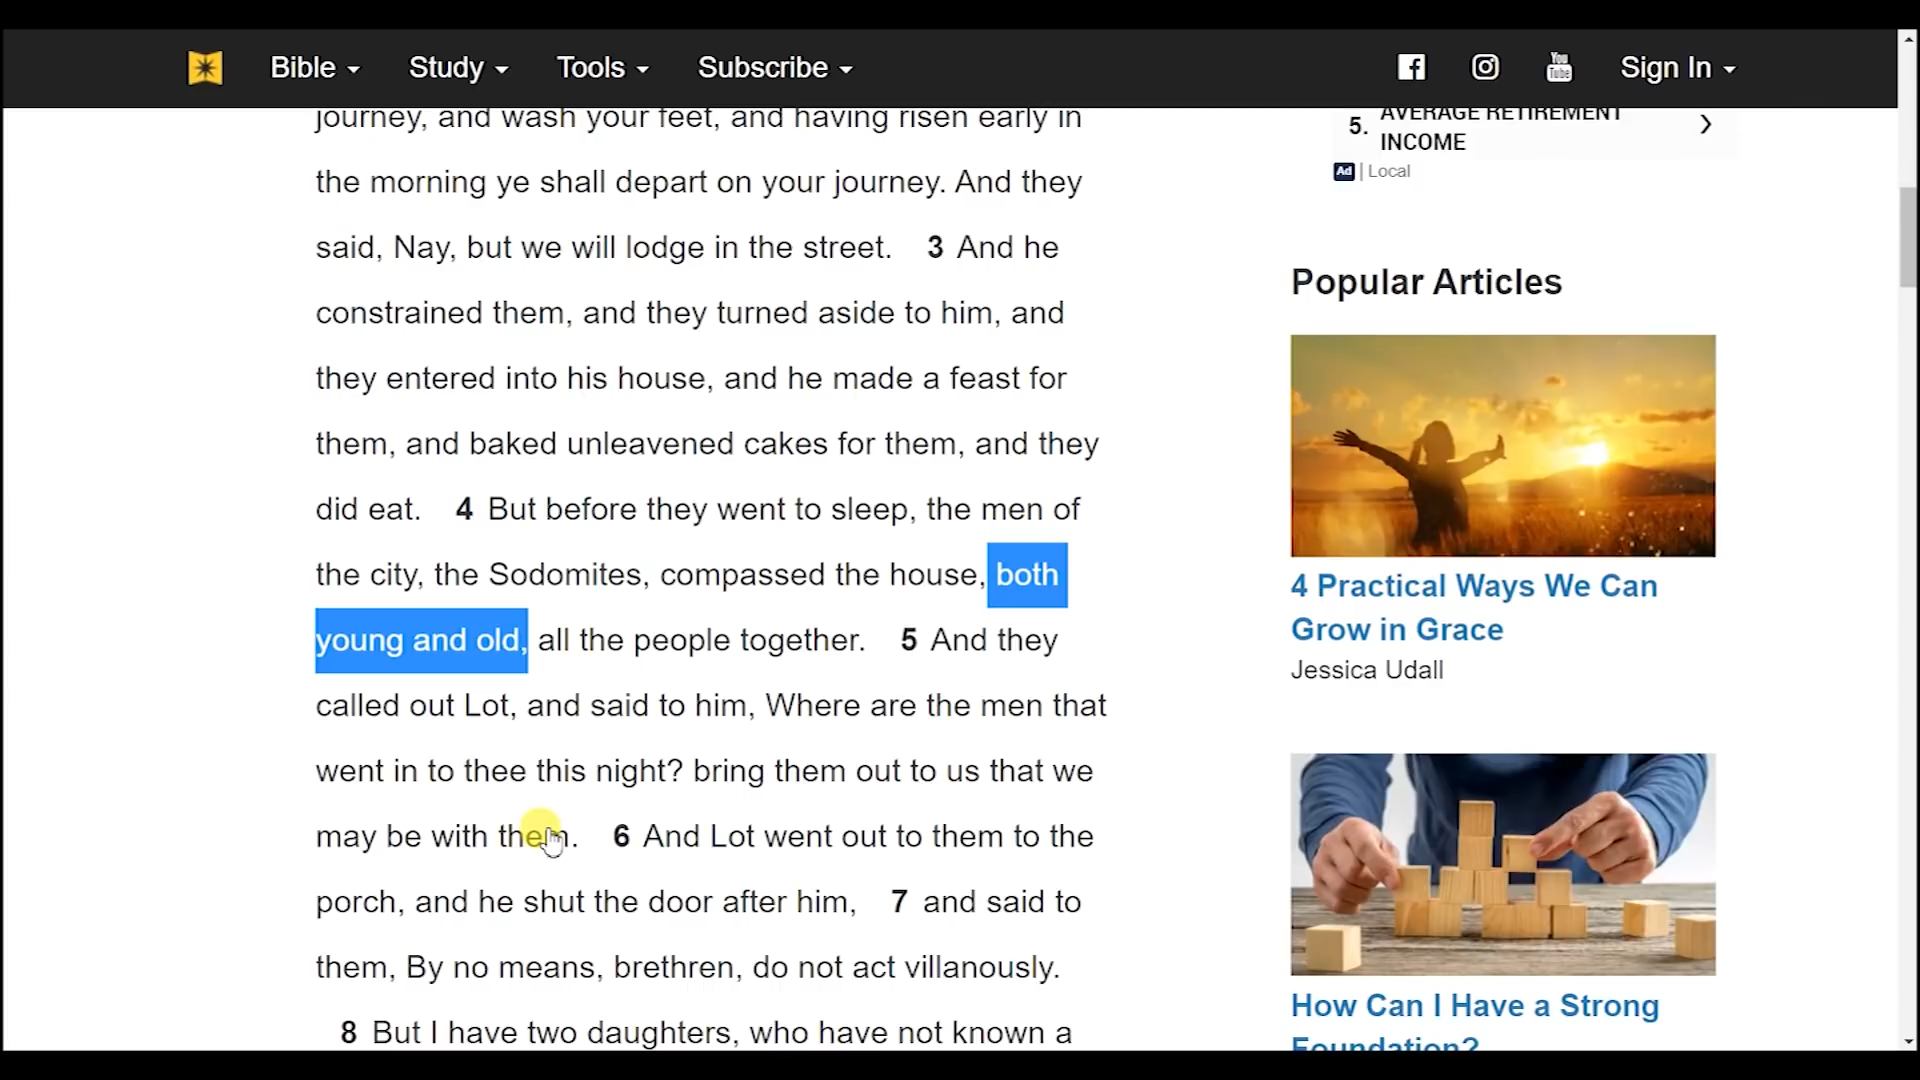 Bible
Study
Tools
Subscribe
You
Tube
Sign In
journey, and wash your feet, and having risen early in
the morning ye shall depart on your journey. And they
said, Nay, but we will lodge in the street. 3 And he
constrained them, and they turned aside to him, and
they entered into his house, and he made a feast for
them, and baked unleavened cakes for them, and they
did eat. 4 But before they went to sleep, the men of
the city, the Sodomites, compassed the house, both
young and old, all the people together. 5 And they
called out Lot, and said to him, Where are the men that
went in to thee this night? bring them out to us that we
may be with them. 6 And Lot went out to them to the
porch, and he shut the door after him, 7 and said to
them, By no means, brethren, do not act villanously.
8 But I have two daughters, who have not known a
5. AVERAGE RETIREMENT
INCOME
Ad | Local
Popular Articles
4 Practical Ways We Can
Grow in Grace
Jessica Udall
How Can I Have a Strong
Foundation?